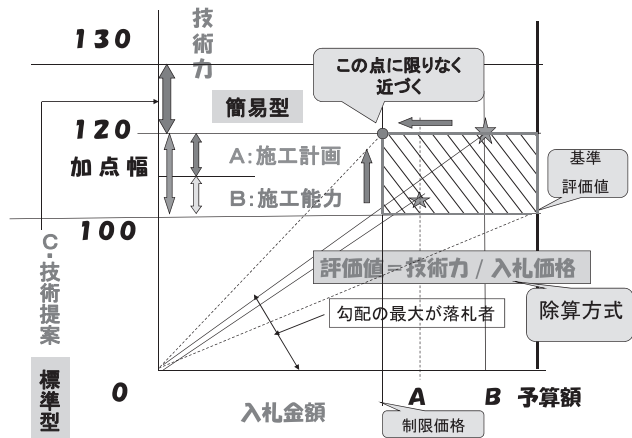 技術力
130
この点に限りなく
近づく
簡易型
120
加点幅
A:施工計画
B:施工能力
基準
評価値
100
C・技術提案
評価値=技術力 / 入札価格
除算方式
勾配の最大が落札者
標準型
0
入札金額
A
B
予算額
制限価格